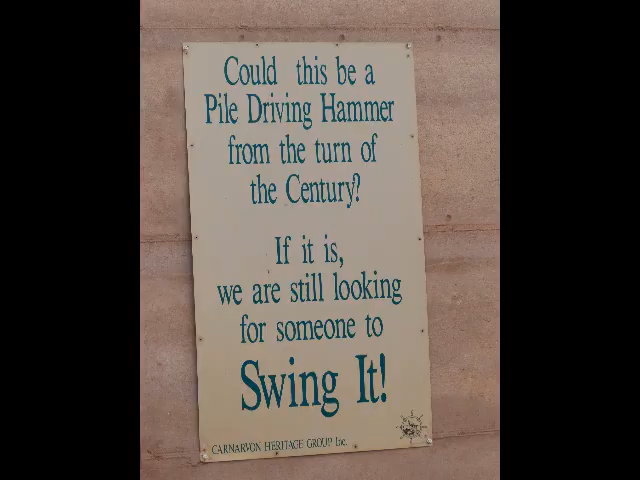 Could this be a
Pile Driving Hammer
from the turn of
the Century?
If it is,
we are still looking
for someone to
Swing It!
CARNARVON HERITAGE GROUP Inc.